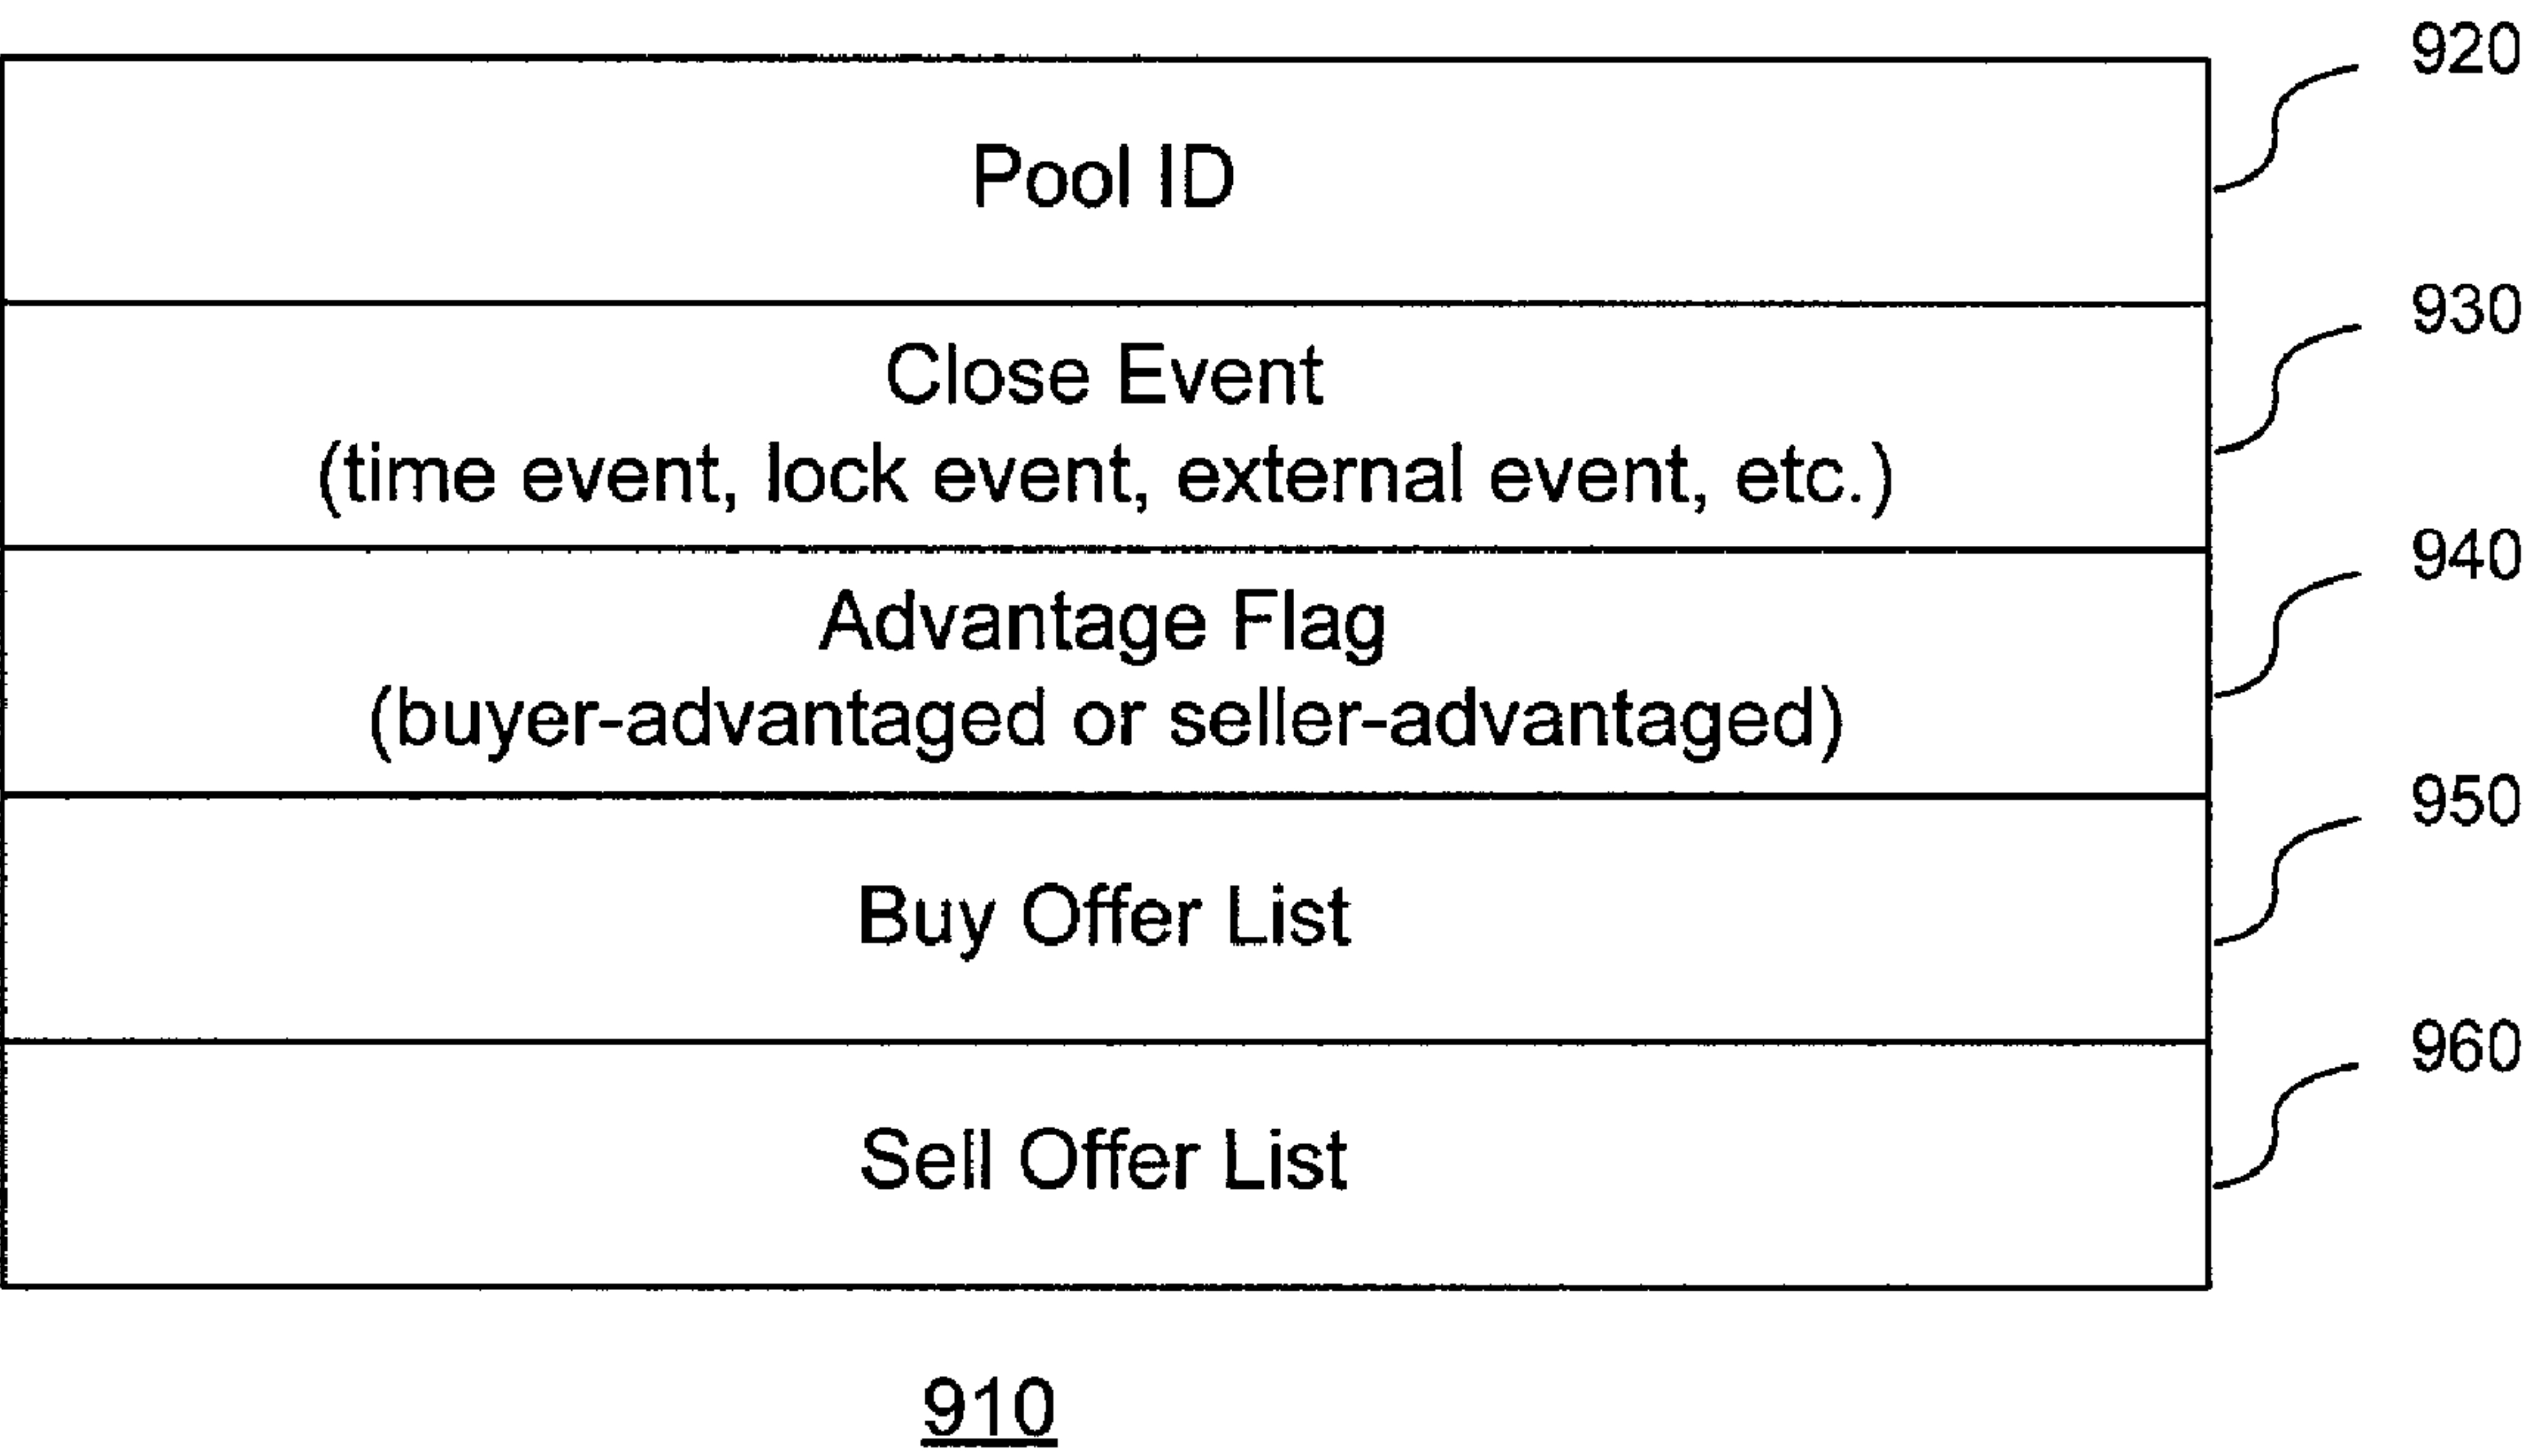 920
Pool ID
930
Close Event
(time event, lock event, external event, etc.)
940
Advantage Flag
(buyer-advantaged or seller-advantaged)
950
Buy Offer List
960
Sell Offer List
910